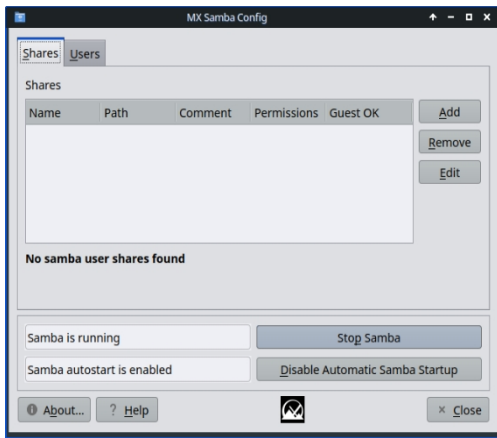 MX Samba Config
Shares Users
Shares
Name Path Comment Permissions Guest OK
Add
Remove
Edit
No samba user shares found
Samba is running
Stop Samba
Samba autostart is enabled
Disable Automatic Samba Startup
About... ? Help
Close